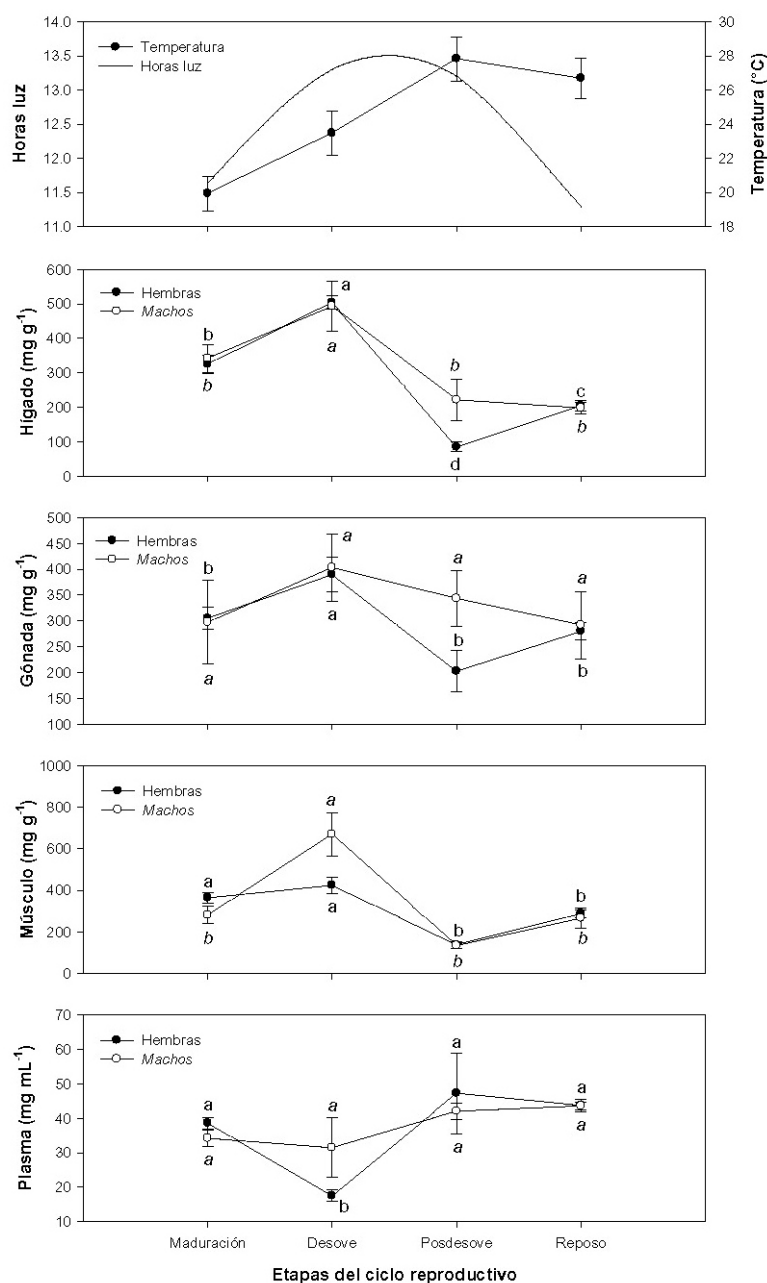 14.0
13.5
13.0
12.5
12.0
11.5
11.0
Horas luz
Temperatura
Horas luz
30
28
26
24
22
20
18
Temperatura (°C)
600
500
400
300
200
100
0
Hígado (mg g-1)
Hembras
Machos
b
b
a
a
b
d
c
b
500
450
400
350
300
250
200
150
100
Gónada (mg g-1)
Hembras
Machos
b
a
a
a
a
b
a
b
1000
800
600
400
200
0
Músculo (mg g-1)
Hembras
Machos
a
b
a
a
b
b
b
b
70
60
50
40
30
20
10
Plasma (mg mL-1)
Hembras
Machos
a
a
a
b
a
a
a
a
Maduración Desove Posdesove Reposo
Etapas del ciclo reproductivo